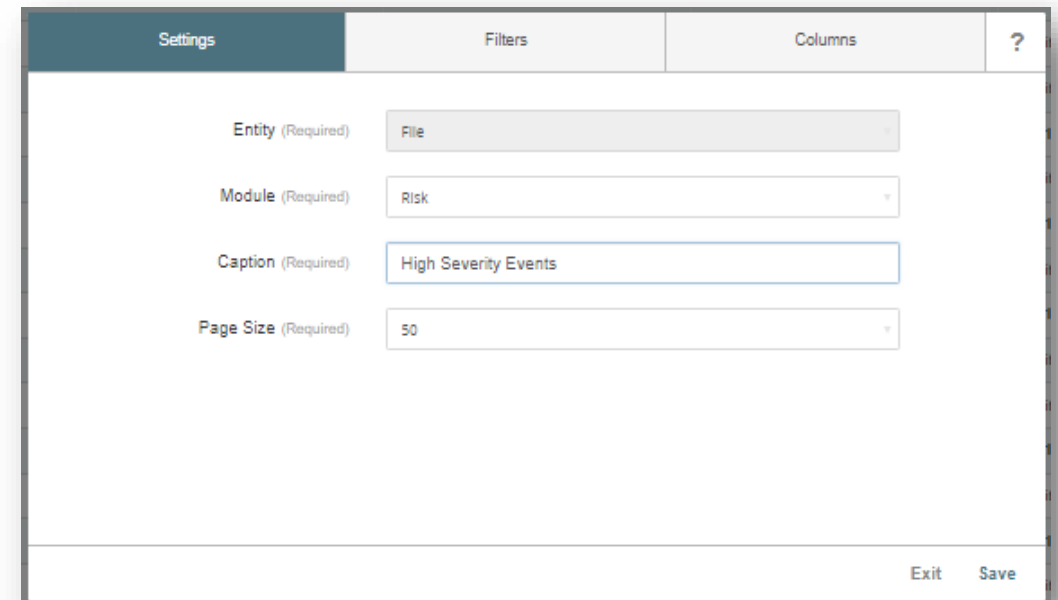 Settings Filters Columns ?
Entity (Required) File
Module (Required) Risk
Caption (Required) High Severity Events
Page Size (Required) 50
Exit Save